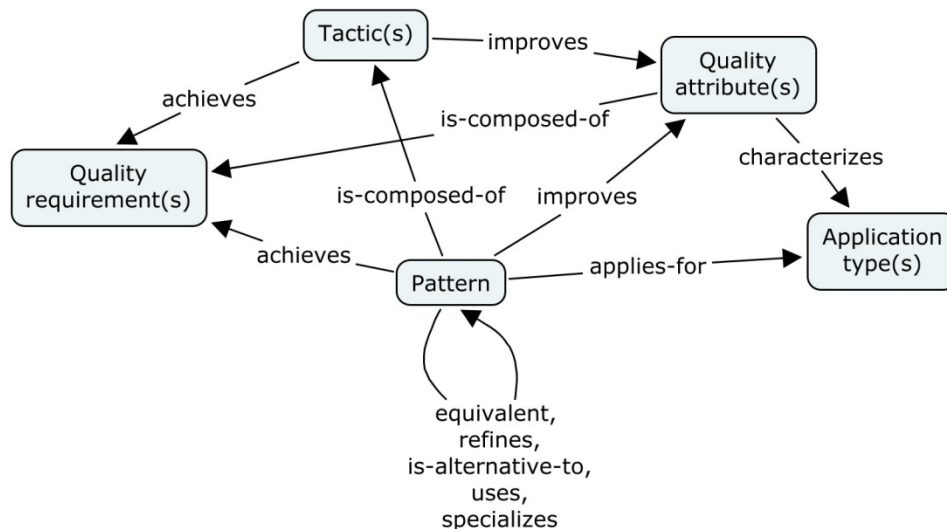 Tactic(s)
improves
Quality
attribute(s)
achieves
is-composed-of
characterizes
Quality
requirement(s)
is-composed-of
improves
Application
type(s)
achieves
applies-for
Pattern
equivalent,
refines,
is-alternative-to,
uses,
specializes